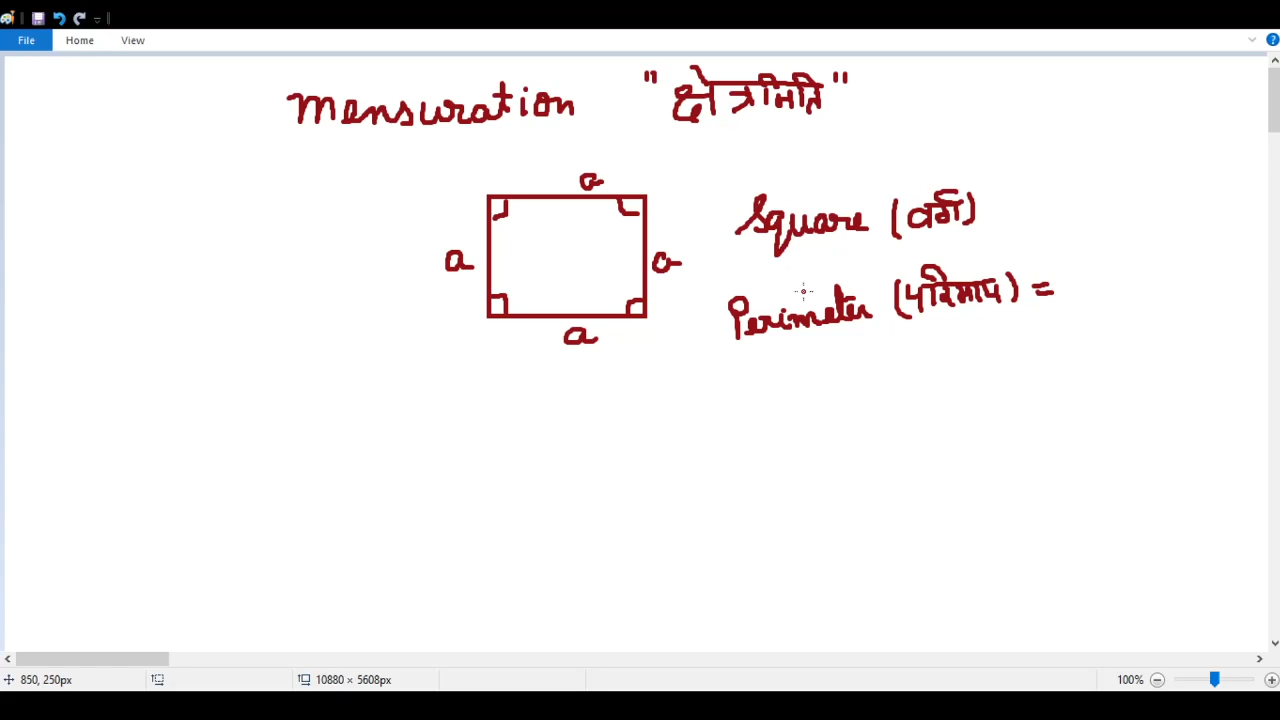 File Home View
Mensuration "क्षेत्रमिति"
a
Square (वर्ग)
a a
Perimeter (परिमाप) =
a
850, 250px 10880 × 5608px 100%